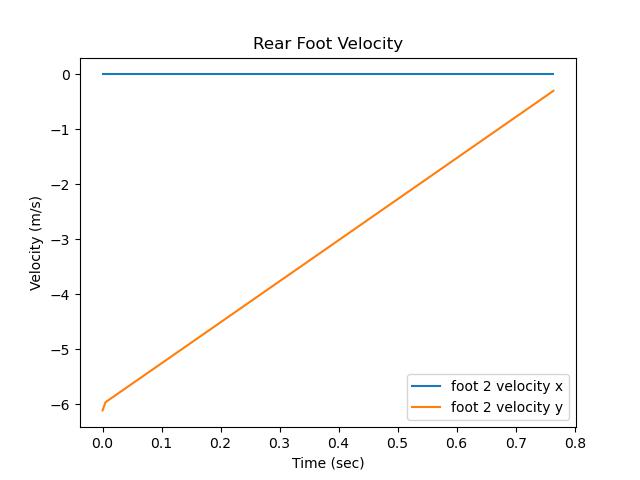 Rear Foot Velocity
Velocity (m/s)
0
−1
−2
−3
−4
−5
−6
foot 2 velocity x
foot 2 velocity y
0.0 0.1 0.2 0.3 0.4 0.5 0.6 0.7 0.8
Time (sec)